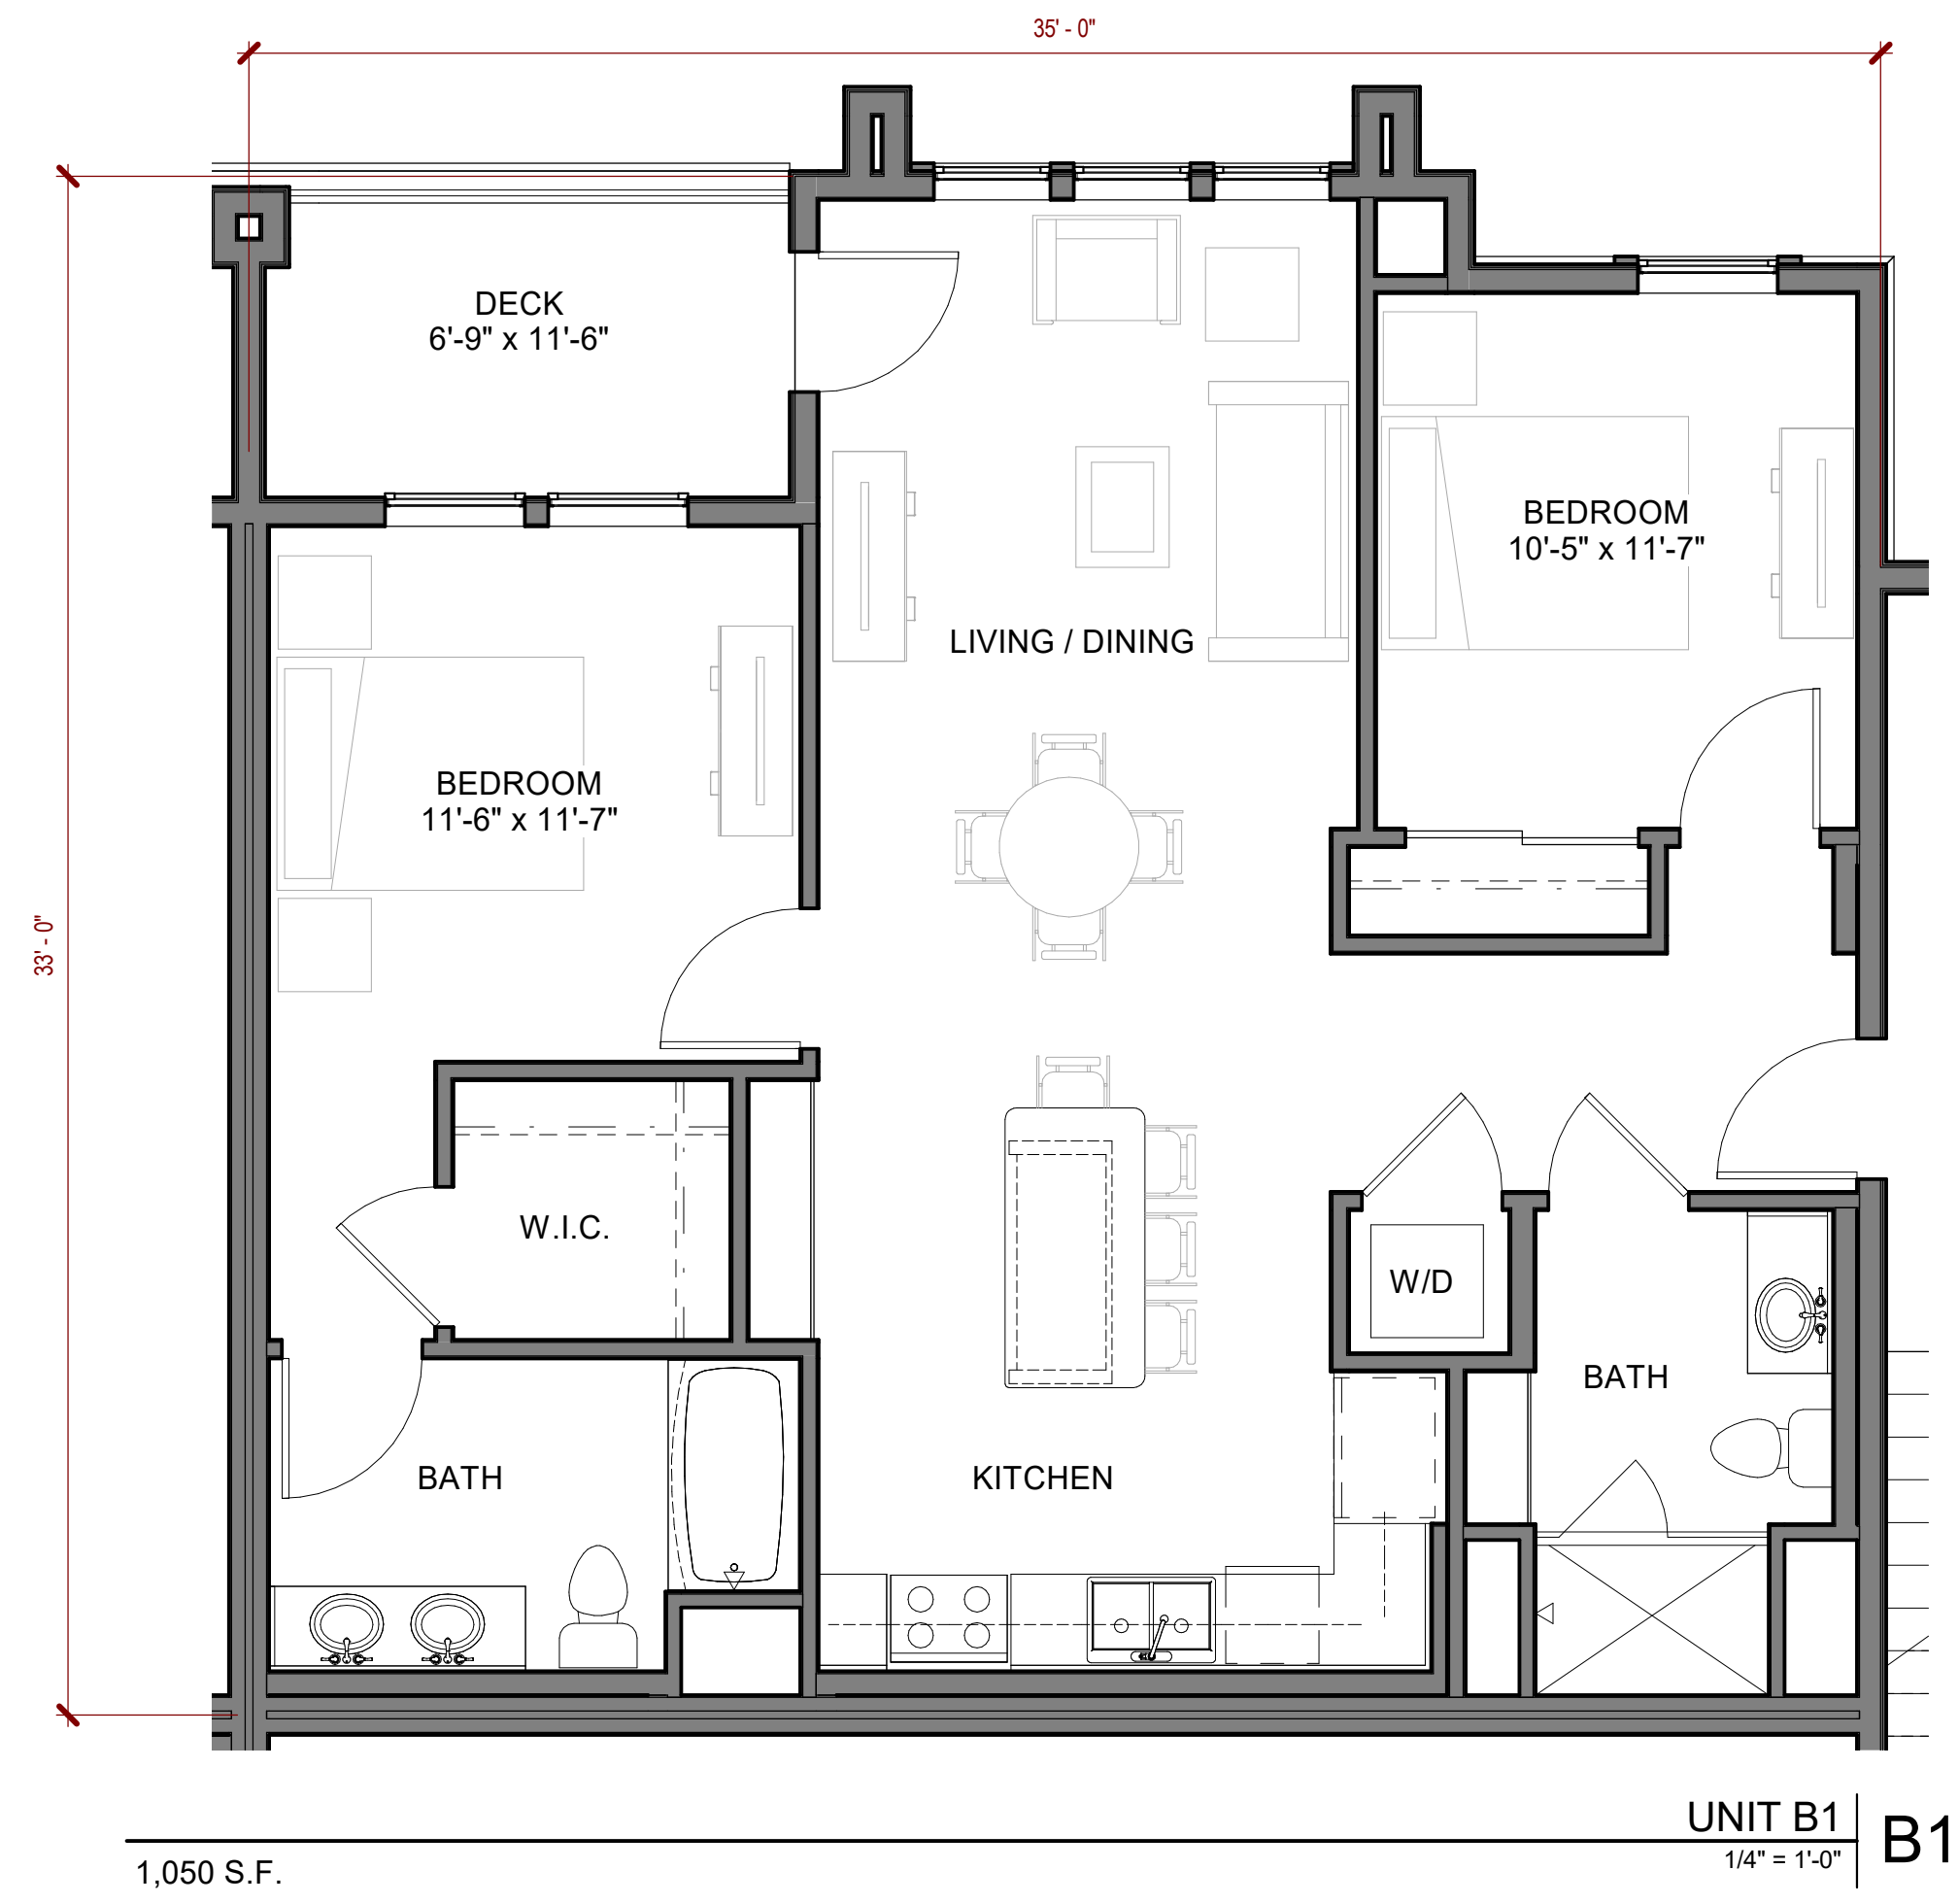 35' - 0"
DECK
6'-9" x 11'-6"
BEDROOM
10'-5" x 11'-7"
LIVING / DINING
BEDROOM
11'-6" x 11'-7"
33' - 0"
W.I.C.
W/D
BATH
BATH
KITCHEN
UNIT B1
B1
1/4" = 1'-0"
1,050 S.F.